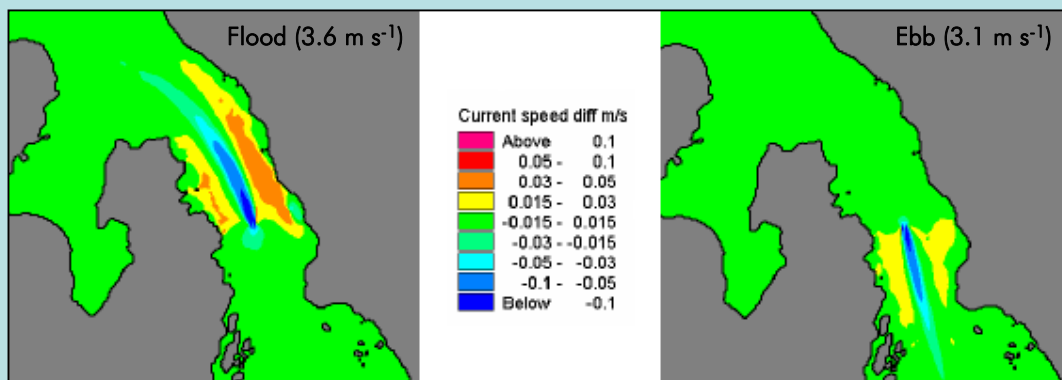 Flood (3.6 m s-1)
Ebb (3.1 m s-1)
Current speed diff m/s
Above 0.1
0.05 - 0.1
0.03 - 0.05
0.015 - 0.03
-0.015 - 0.015
-0.03 - -0.015
-0.05 - -0.03
-0.1 - -0.05
Below -0.1